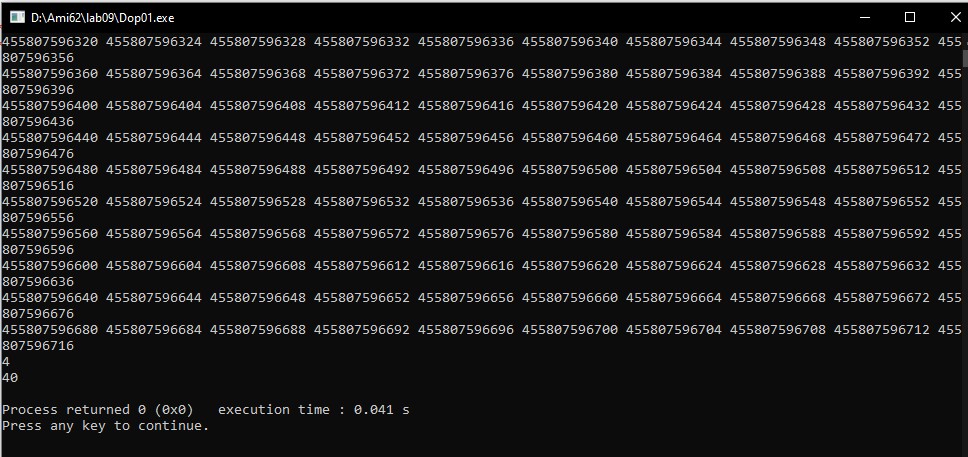 D:\Ami62\lab09\Dop01.exe
455807596320 455807596324 455807596328 455807596332 455807596336 455807596340 455807596344 455807596348 455807596352 455
807596356
455807596360 455807596364 455807596368 455807596372 455807596376 455807596380 455807596384 455807596388 455807596392 455
807596396
455807596400 455807596404 455807596408 455807596412 455807596416 455807596420 455807596424 455807596428 455807596432 455
807596436
455807596440 455807596444 455807596448 455807596452 455807596456 455807596460 455807596464 455807596468 455807596472 455
807596476
455807596480 455807596484 455807596488 455807596492 455807596496 455807596500 455807596504 455807596508 455807596512 455
807596516
455807596520 455807596524 455807596528 455807596532 455807596536 455807596540 455807596544 455807596548 455807596552 455
807596556
455807596560 455807596564 455807596568 455807596572 455807596576 455807596580 455807596584 455807596588 455807596592 455
807596596
455807596600 455807596604 455807596608 455807596612 455807596616 455807596620 455807596624 455807596628 455807596632 455
807596636
455807596640 455807596644 455807596648 455807596652 455807596656 455807596660 455807596664 455807596668 455807596672 455
807596676
455807596680 455807596684 455807596688 455807596692 455807596696 455807596700 455807596704 455807596708 455807596712 455
807596716
4
40
Process returned 0 (0x0)   execution time : 0.041 s
Press any key to continue.